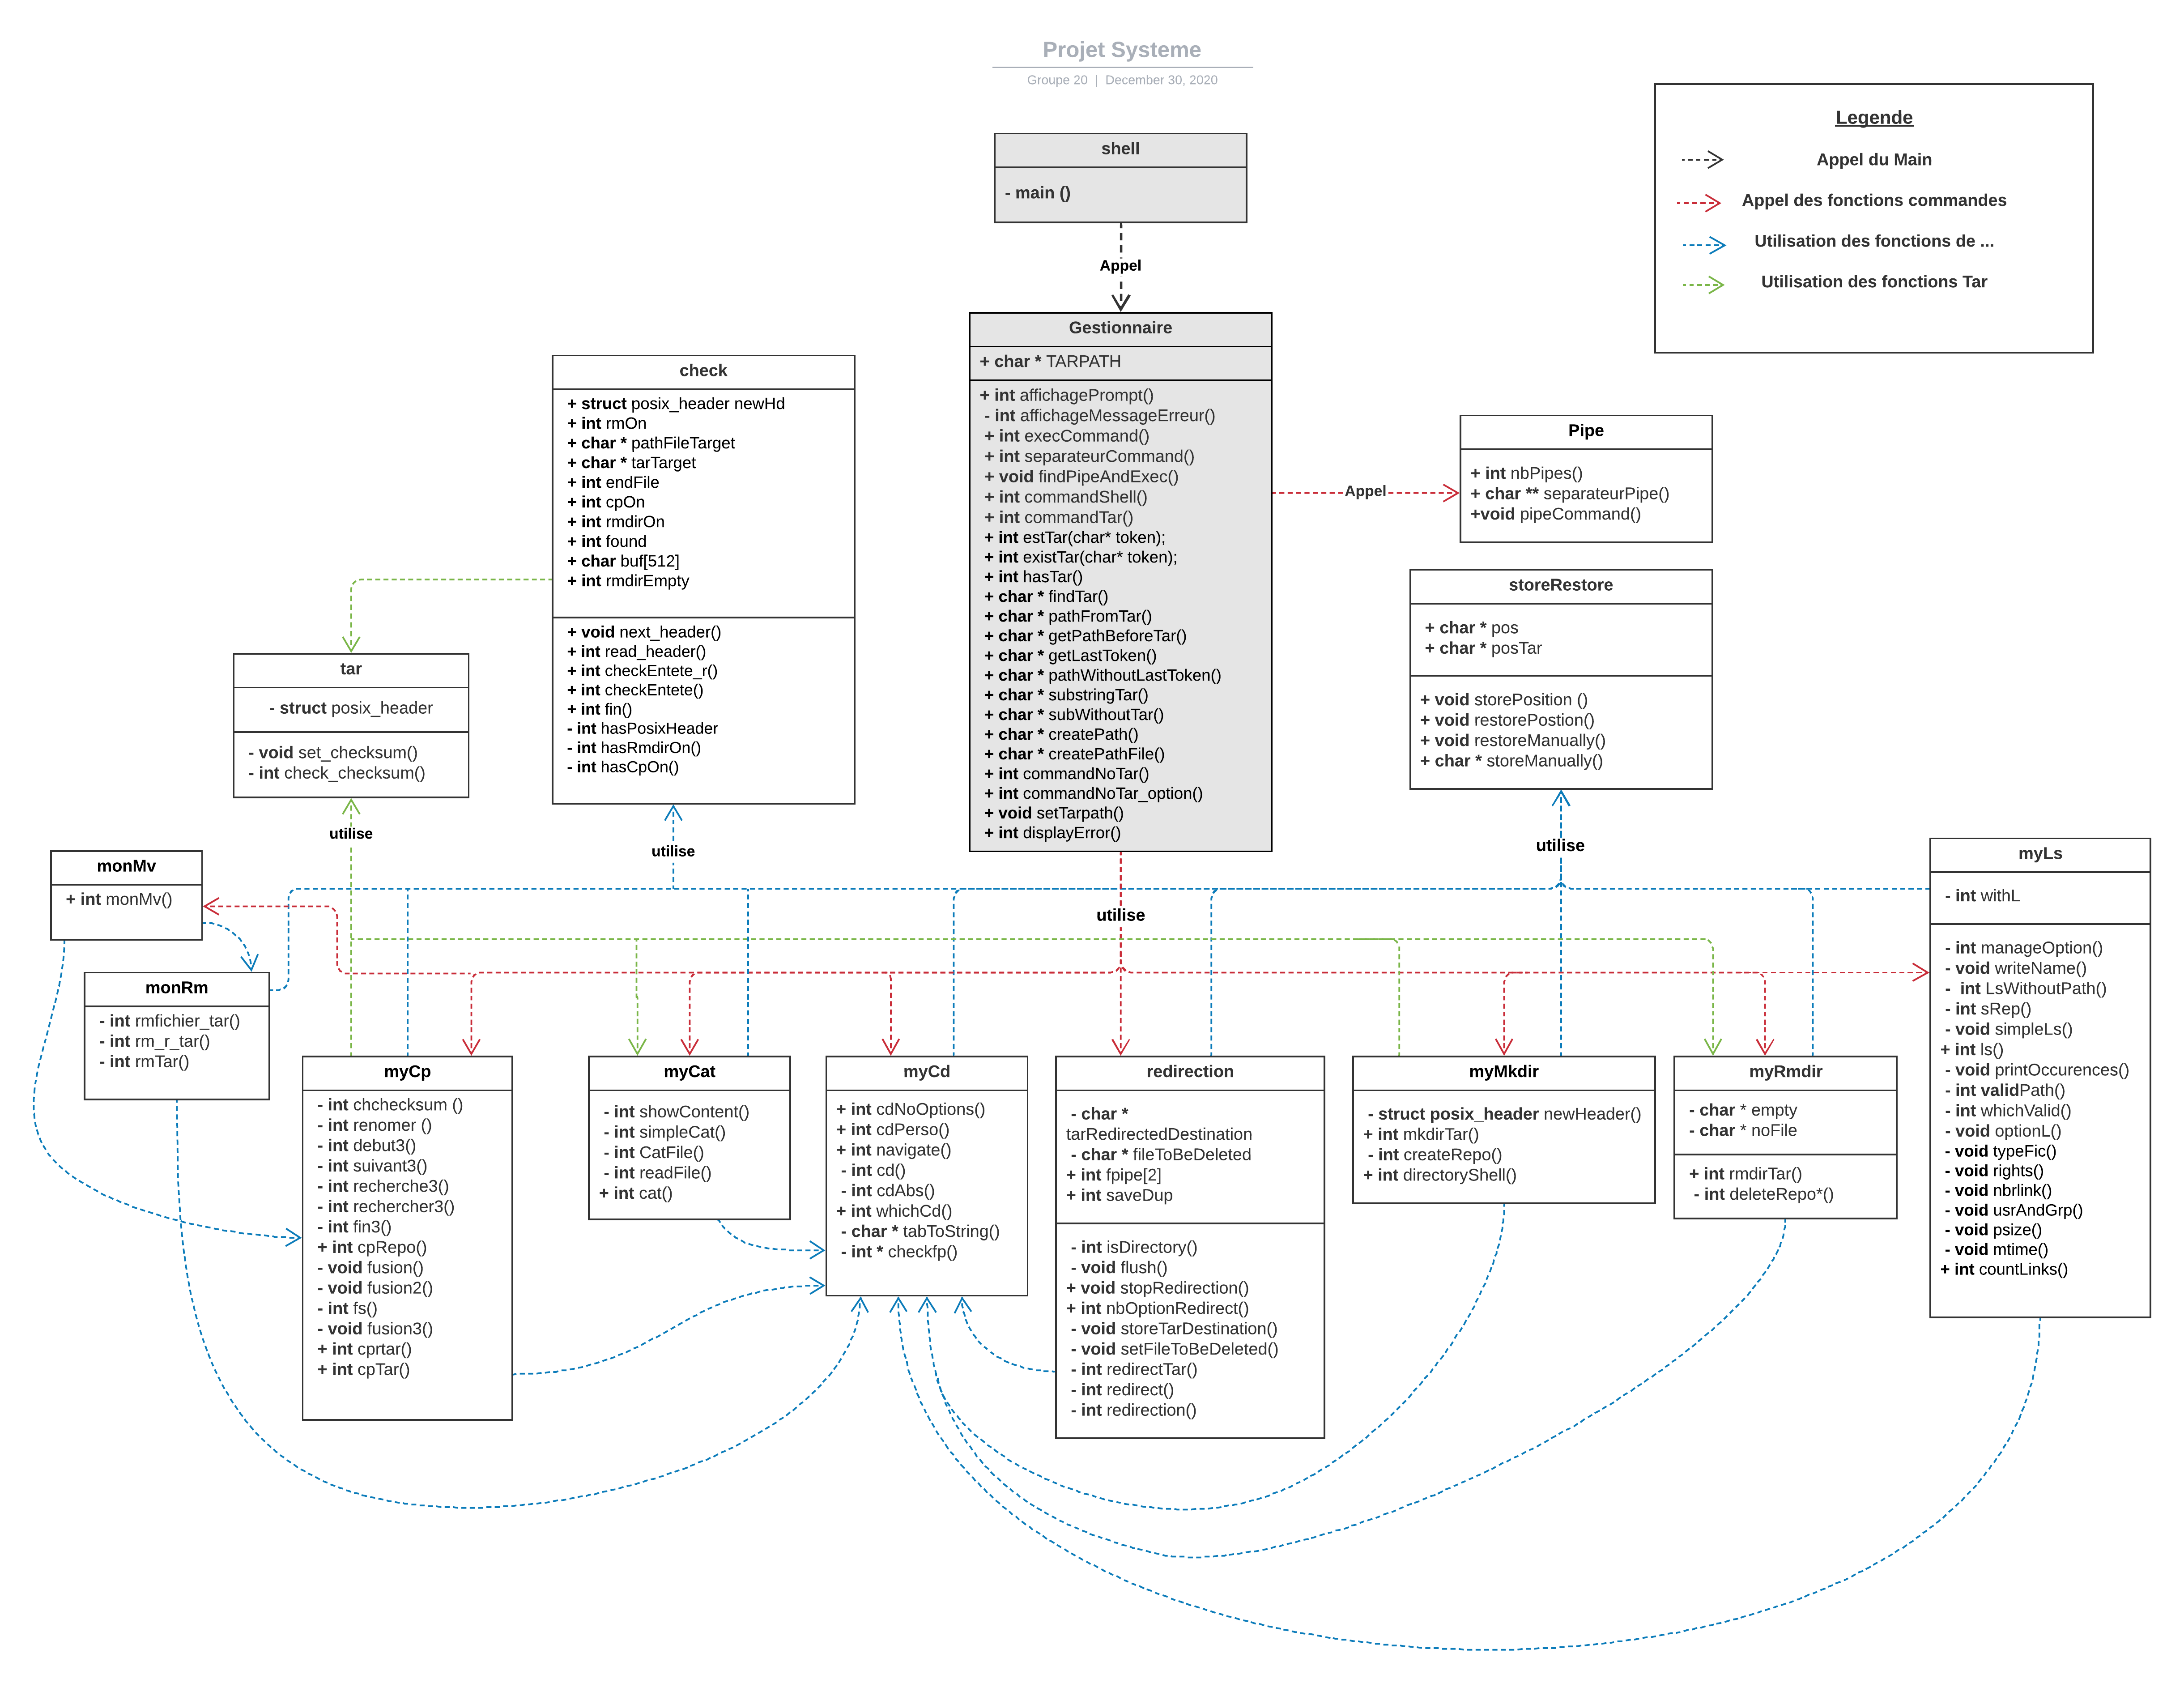 Projet Systeme
Groupe 20 | December 30, 2020
Legende
Appel du Main
Appel des fonctions commandes
Utilisation des fonctions de ...
Utilisation des fonctions Tar
shell
- main ()
Appel
Gestionnaire
+ char * TARPATH
+ int affichagePrompt()
- int affichageMessageErreur()
+ int execCommand()
+ int separateurCommand()
+ void findPipeAndExec()
+ int commandShell()
+ int commandTar()
+ int estTar(char* token);
+ int existTar(char* token);
+ int hasTar()
+ char * findTar()
+ char * pathFromTar()
+ char * getPathBeforeTar()
+ char * getLastToken()
+ char * pathWithoutLastToken()
+ char * substringTar()
+ char * subWithoutTar()
+ char * createPath()
+ char * createPathFile()
+ int commandNoTar()
+ int commandNoTar_option()
+ void setTarpath()
+ int displayError()
check
+ struct posix_header newHd
+ int rmOn
+ char * pathFileTarget
+ char * tarTarget
+ int endFile
+ int cpOn
+ int rmdirOn
+ int found
+ char buf[512]
+ int rmdirEmpty
+ void next_header()
+ int read_header()
+ int checkEntete_r()
+ int checkEntete()
+ int fin()
- int hasPosixHeader
- int hasRmdirOn()
- int hasCpOn()
Appel
Pipe
+ int nbPipes()
+ char ** separateurPipe()
+void pipeCommand()
storeRestore
+ char * pos
+ char * posTar
+ void storePosition ()
+ void restorePostion()
+ void restoreManually()
+ char * storeManually()
tar
- struct posix_header
- void set_checksum()
- int check_checksum()
utilise
utilise
utilise
utilise
monMv
+ int monMv()
monRm
- int rmfichier_tar()
- int rm_r_tar()
- int rmTar()
myCp
- int chchecksum ()
- int renomer ()
- int debut3()
- int suivant3()
- int recherche3()
- int rechercher3()
- int fin3()
+ int cpRepo()
- void fusion()
- void fusion2()
- int fs()
- void fusion3()
+ int cprtar()
+ int cpTar()
myCat
- int showContent()
- int simpleCat()
- int CatFile()
- int readFile()
+ int cat()
myCd
+ int cdNoOptions()
+ int cdPerso()
+ int navigate()
- int cd()
- int cdAbs()
+ int whichCd()
- char * tabToString()
- int * checkfp()
redirection
- char *
tarRedirectedDestination
- char * fileToBeDeleted
+ int fpipe[2]
+ int saveDup
- int isDirectory()
- void flush()
+ void stopRedirection()
+ int nbOptionRedirect()
- void storeTarDestination()
- void setFileToBeDeleted()
- int redirectTar()
- int redirect()
- int redirection()
myMkdir
- struct posix_header newHeader()
+ int mkdirTar()
- int createRepo()
+ int directoryShell()
myRmdir
- char * empty
- char * noFile
+ int rmdirTar()
- int deleteRepo*()
myLs
- int withL
- int manageOption()
- void writeName()
- int LsWithoutPath()
- int sRep()
- void simpleLs()
+ int ls()
- void printOccurences()
- int validPath()
- int whichValid()
- void optionL()
- void typeFic()
- void rights()
- void nbrlink()
- void usrAndGrp()
- void psize()
- void mtime()
+ int countLinks()